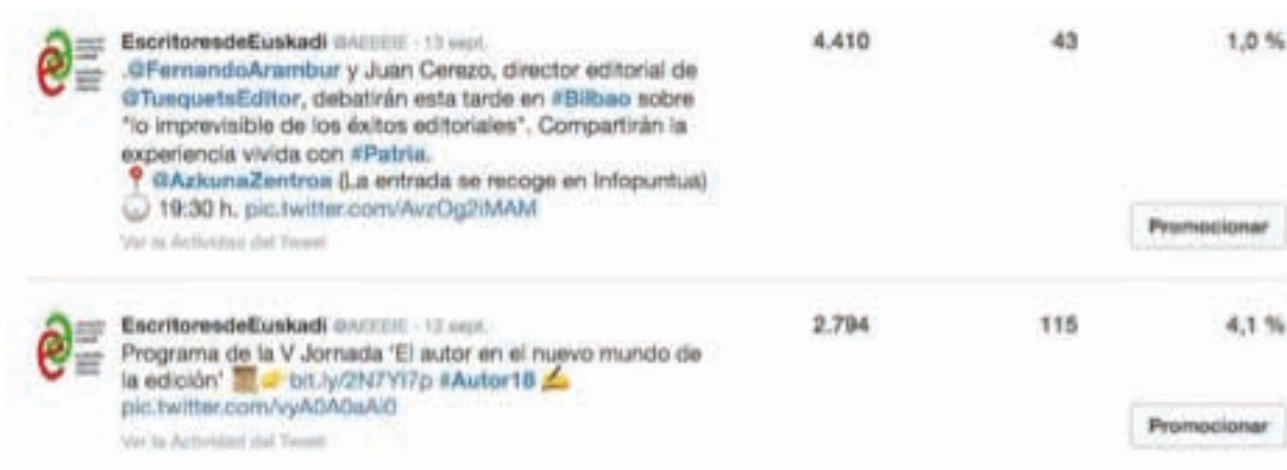 EscritoresdeEuskadi @AEEEIE · 13 sept. 4.410 43 1,0 %
.@FernandoArambur y Juan Cerezo, director editorial de
@TusquetsEditor, debatirán esta tarde en #Bilbao sobre
"lo imprevisible de los éxitos editoriales". Compartirán la
experiencia vivida con #Patria.
@AzkunaZentroa (La entrada se recoge en Infopuntua)
19:30 h. pic.twitter.com/AvzOg2iMAM
Ver la Actividad del Tweet
Promocionar
EscritoresdeEuskadi @AEEEIE · 12 sept. 2.794 115 4,1 %
Programa de la V Jornada 'El autor en el nuevo mundo de
la edición' bit.ly/2N7YI7p #Autor18
pic.twitter.com/vyA0A0aAi0
Ver la Actividad del Tweet
Promocionar